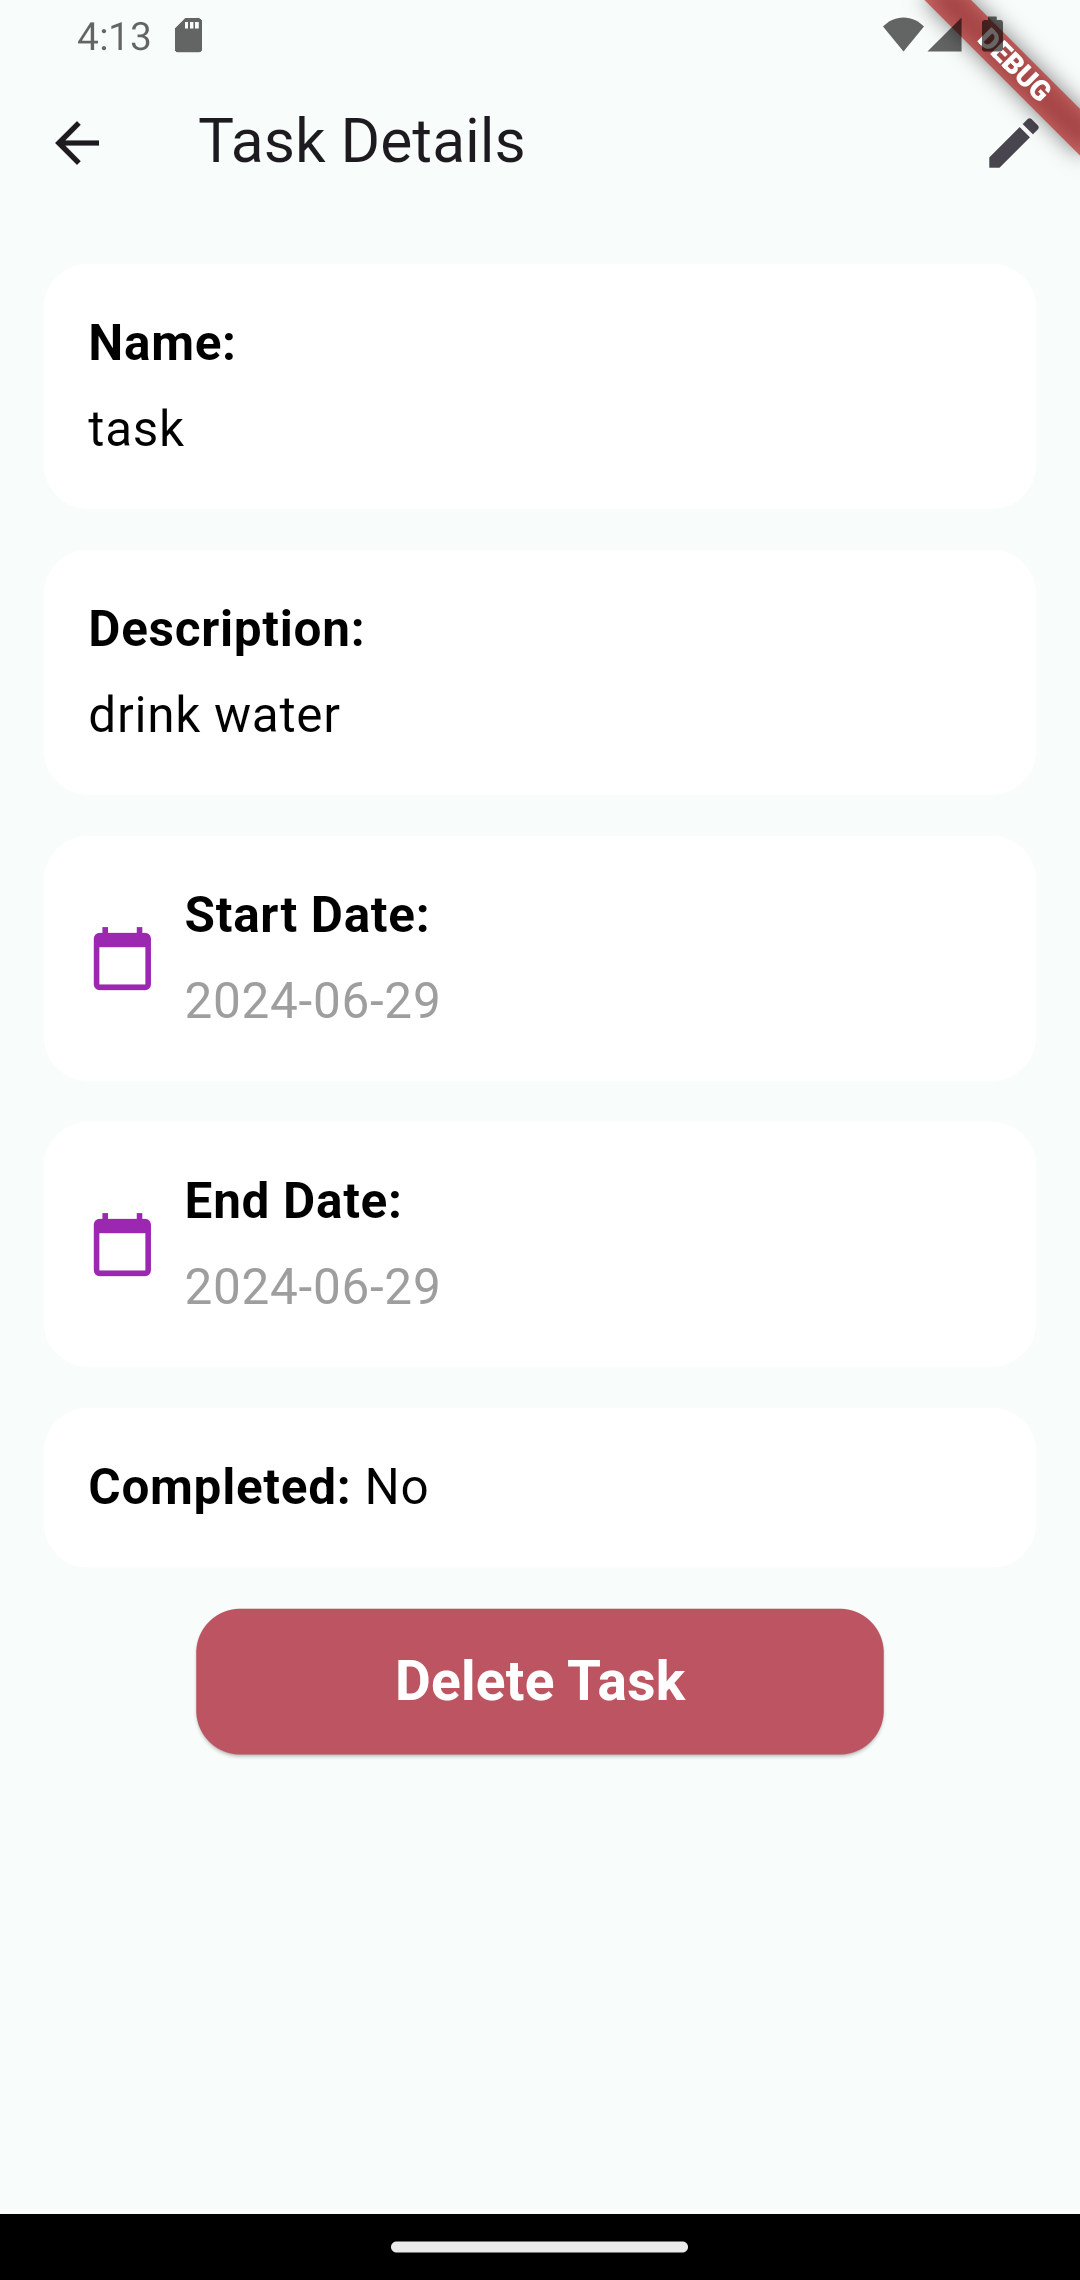 4:13
DEBUG
Task Details
Name:
task
Description:
drink water
Start Date:
2024-06-29
End Date:
2024-06-29
Completed: No
Delete Task